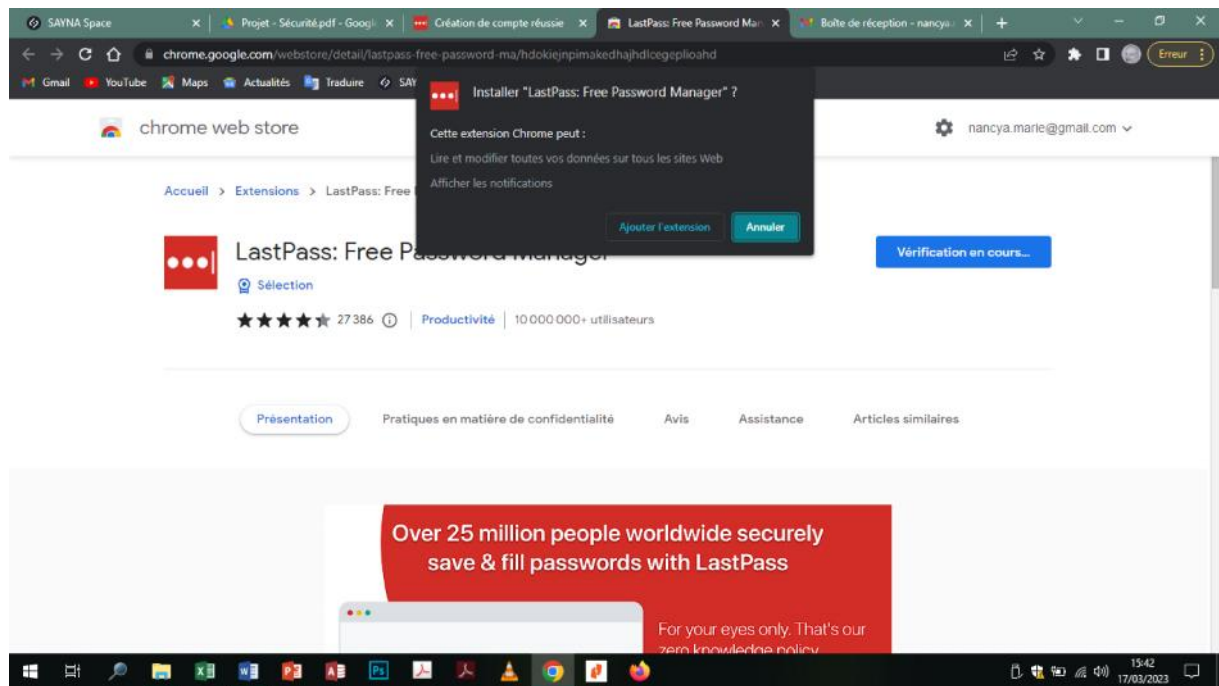 SAYNA Space
Projet - Sécurité.pdf - Googl
Création de compte réussie
LastPass: Free Password Man
Boîte de réception - nancya.
chrome.google.com/webstore/detail/lastpass-free-password-ma/hdokiejnpimakedhajhdlcegeplioahd
Erreur
Gmail
YouTube
Maps
Actualités
Traduire
SAY
Installer "LastPass: Free Password Manager" ?
Cette extension Chrome peut :
Lire et modifier toutes vos données sur tous les sites Web
Afficher les notifications
Ajouter l'extension
Annuler
chrome web store
nancya.marie@gmail.com
Accueil > Extensions > LastPass: Free
LastPass: Free Password Manager
Vérification en cours...
Sélection
27 386
Productivité
10 000 000+ utilisateurs
Présentation
Pratiques en matière de confidentialité
Avis
Assistance
Articles similaires
Over 25 million people worldwide securely
save & fill passwords with LastPass
For your eyes only. That's our
zero knowledge policy
15:42
17/03/2023